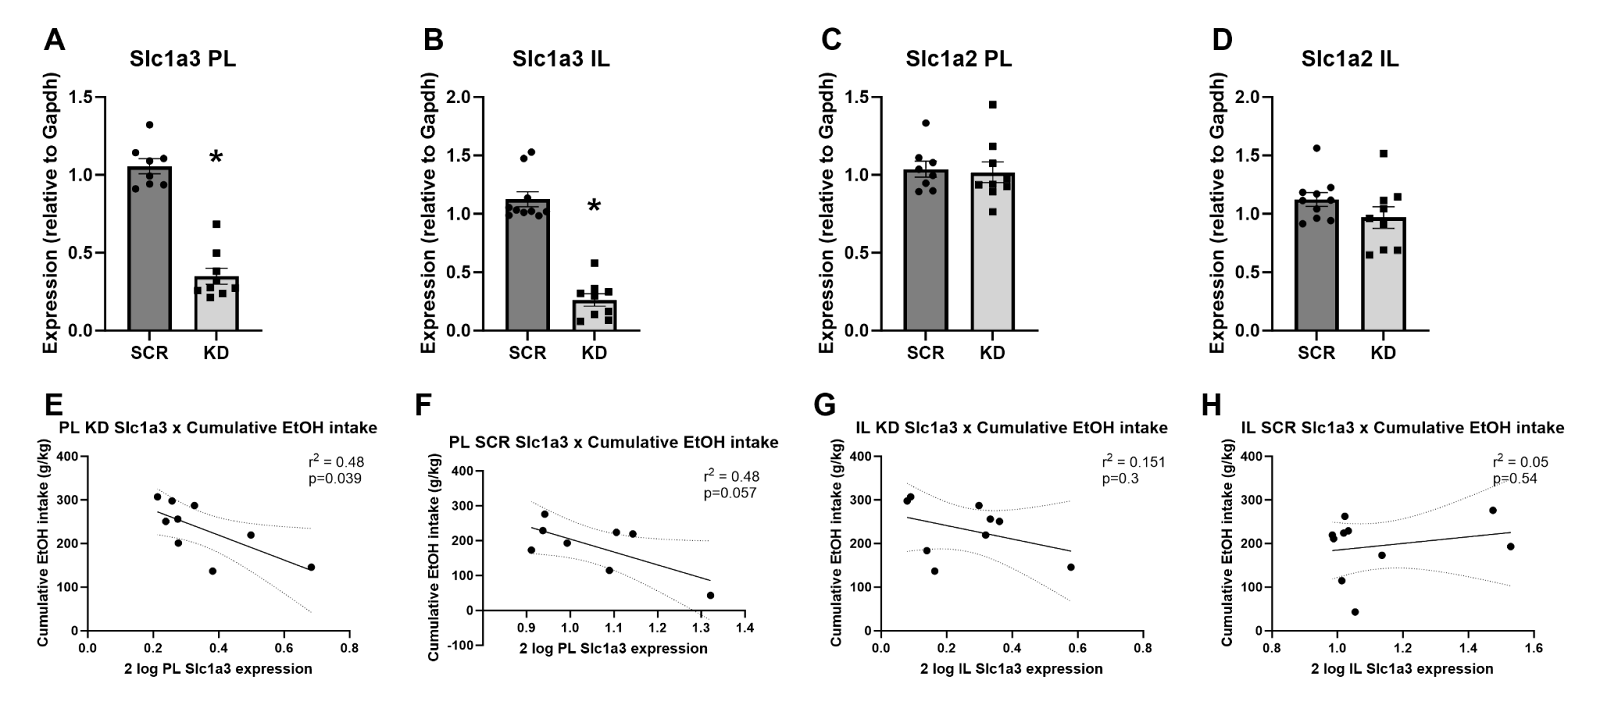 A
Slc1a3 PL
Expression (relative to Gapdh)
1.5
1.0
0.5
0.0
*
SCR
KD
B
Slc1a3 IL
Expression (relative to Gapdh)
2.0
1.5
1.0
0.5
0.0
*
SCR
KD
C
Slc1a2 PL
Expression (relative to Gapdh)
1.5
1.0
0.5
0.0
SCR
KD
D
Slc1a2 IL
Expression (relative to Gapdh)
2.0
1.5
1.0
0.5
0.0
SCR
KD
E
PL KD Slc1a3 x Cumulative EtOH intake
Cumulative EtOH intake (g/kg)
400
300
200
100
0
r² = 0.48
p=0.039
0.0 0.2 0.4 0.6 0.8
2 log PL Slc1a3 expression
F
PL SCR Slc1a3 x Cumulative EtOH intake
Cumulative EtOH intake (g/kg)
400
300
200
100
0
-100
r² = 0.48
p=0.057
0.9 1.0 1.1 1.2 1.3 1.4
2 log PL Slc1a3 expression
G
IL KD Slc1a3 x Cumulative EtOH intake
Cumulative EtOH intake (g/kg)
400
300
200
100
0
r² = 0.151
p=0.3
0.0 0.2 0.4 0.6 0.8
2 log IL Slc1a3 expression
H
IL SCR Slc1a3 x Cumulative EtOH intake
Cumulative EtOH intake (g/kg)
400
300
200
100
0
r² = 0.05
p=0.54
0.8 1.0 1.2 1.4 1.6
2 log IL Slc1a3 expression